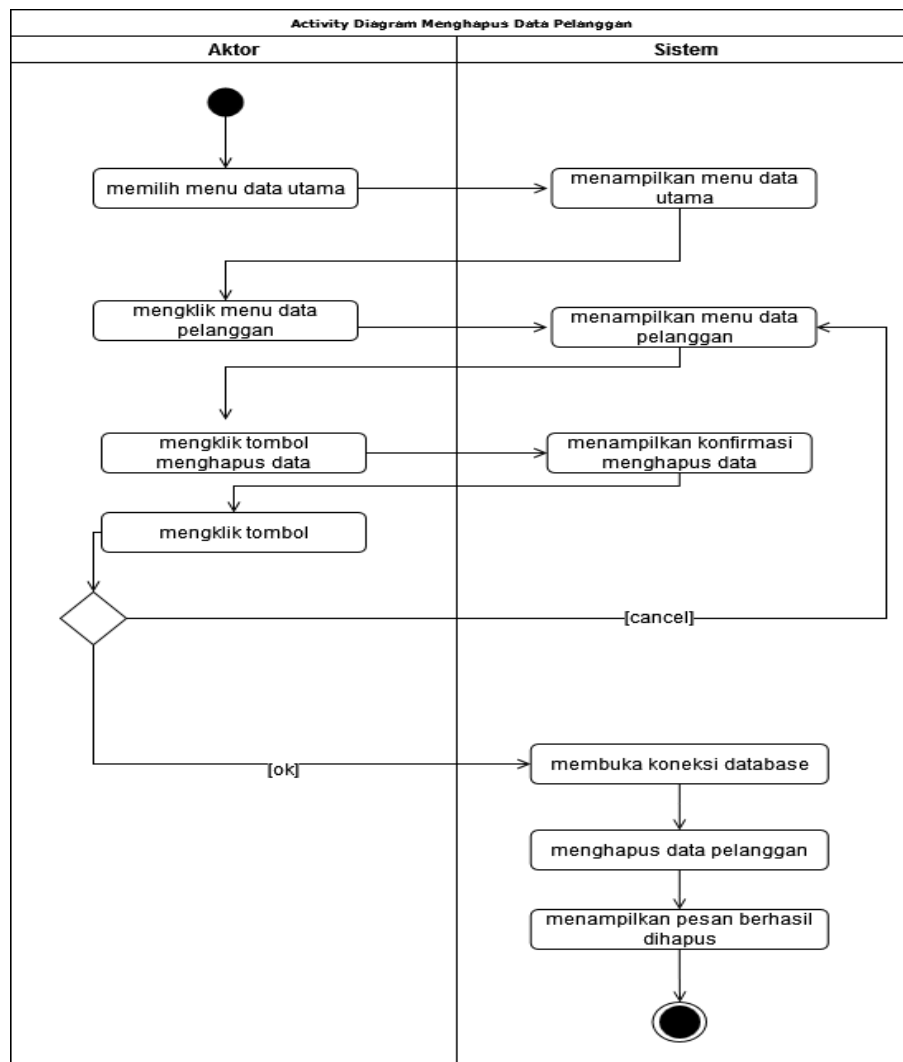 Activity Diagram Menghapus Data Pelanggan
Aktor
Sistem
memilih menu data utama
menampilkan menu data
utama
mengklik menu data
pelanggan
menampilkan menu data
pelanggan
mengklik tombol
menghapus data
menampilkan konfirmasi
menghapus data
mengklik tombol
[cancel]
[ok]
membuka koneksi database
menghapus data pelanggan
menampilkan pesan berhasil
dihapus